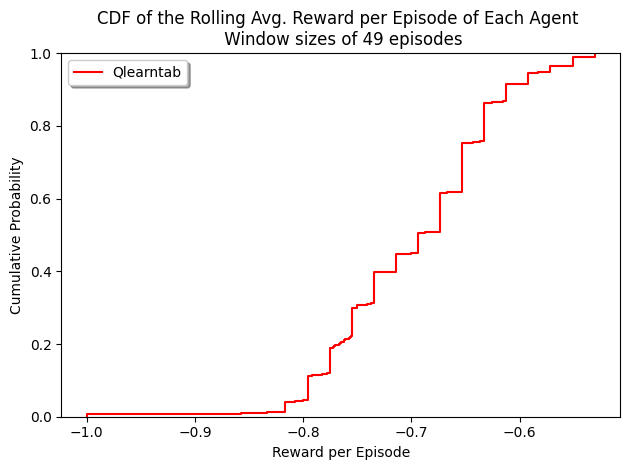 CDF of the Rolling Avg. Reward per Episode of Each Agent
Window sizes of 49 episodes
Qlearntab
1.0
0.8
0.6
0.4
0.2
0.0
Cumulative Probability
−1.0 −0.9 −0.8 −0.7 −0.6
Reward per Episode